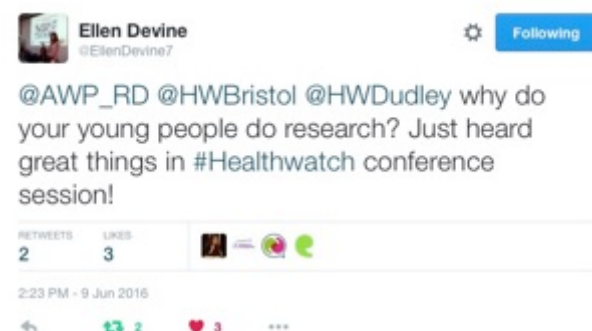 Ellen Devine
@EllenDevine7
Following
@AWP_RD @HWBristol @HWDudley why do
your young people do research? Just heard
great things in #Healthwatch conference
session!
RETWEETS LIKES
2 3
2:23 PM - 9 Jun 2016
2 3